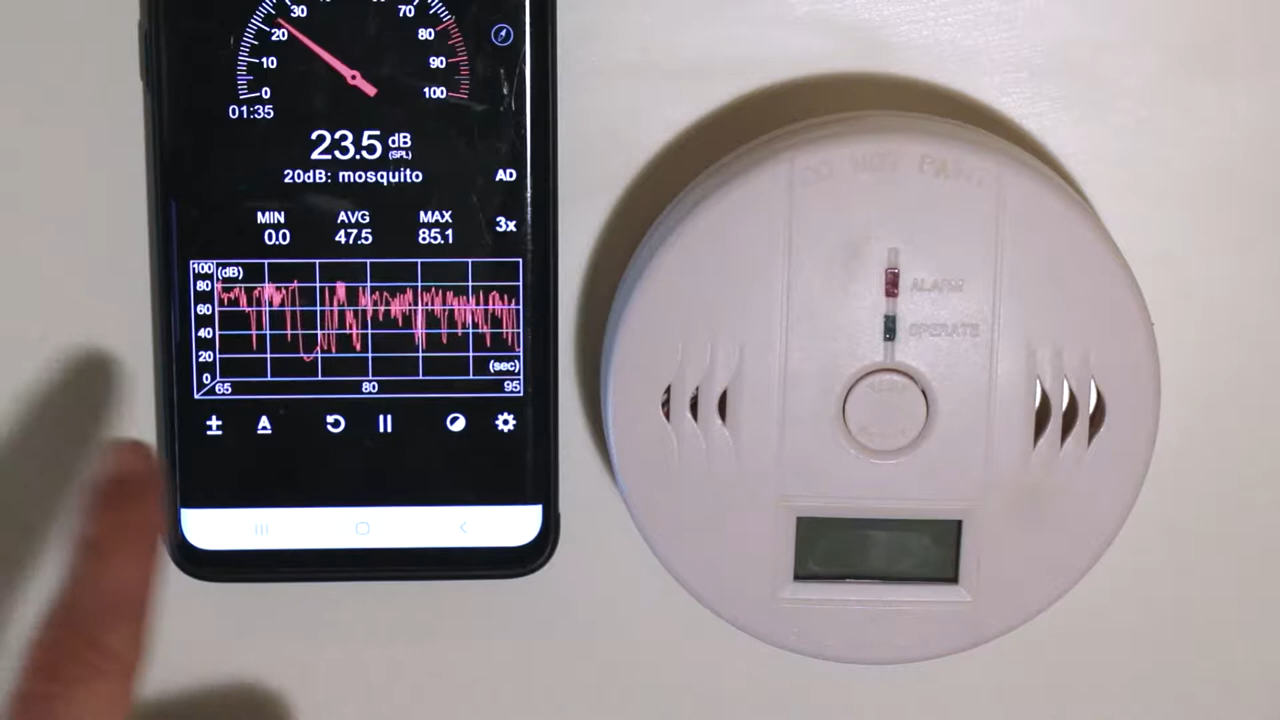 30
70
20
80
10
90
0
100
01:35
23.5 dB
(SPL)
20dB: mosquito
AD
MIN AVG MAX
3x
0.0 47.5 85.1
100 (dB)
80
60
40
20
(sec)
0
65 80 95
A
DO NOT PAINT
ALARM
OPERATE